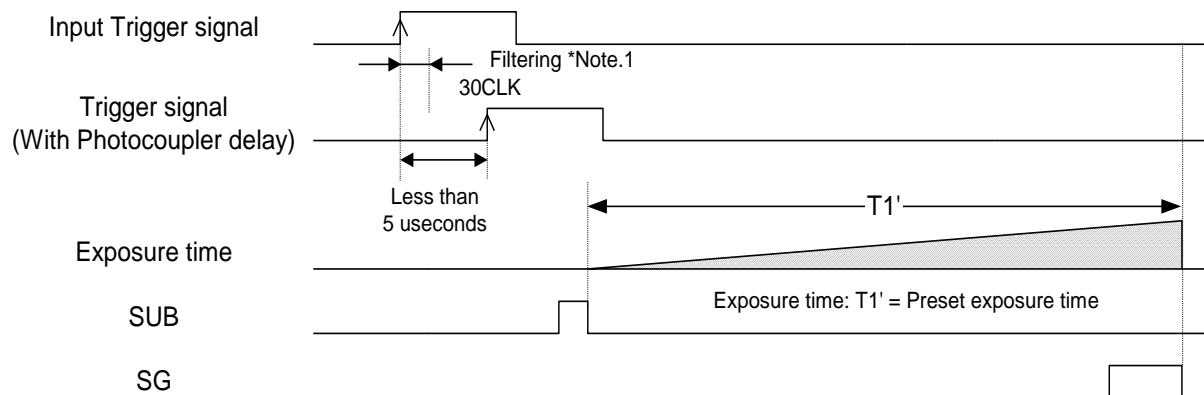 Input Trigger signal
Filtering *Note.1
30CLK
Trigger signal
(With Photocoupler delay)
Less than
5 useconds
T1'
Exposure time
Exposure time: T1' = Preset exposure time
SUB
SG